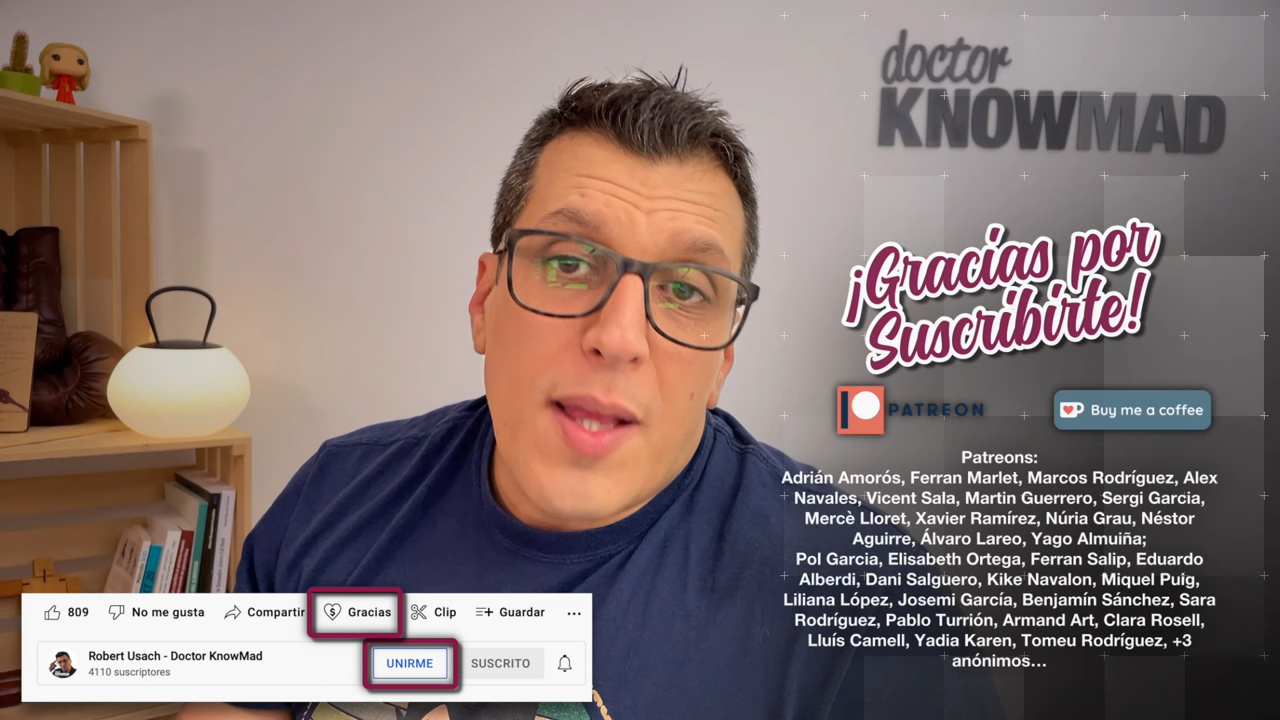 doctor
KNOWMAD
¡Gracias por
Suscribirte!
PATREON
Buy me a coffee
Patreons:
Adrián Amorós, Ferran Marlet, Marcos Rodríguez, Alex
Navales, Vicent Sala, Martin Guerrero, Sergi Garcia,
Mercè Lloret, Xavier Ramírez, Núria Grau, Néstor
Aguirre, Álvaro Lareo, Yago Almuiña;
Pol Garcia, Elisabeth Ortega, Ferran Salip, Eduardo
Alberdi, Dani Salguero, Kike Navalon, Miquel Puig,
Liliana López, Josemi García, Benjamín Sánchez, Sara
Rodríguez, Pablo Turrión, Armand Art, Clara Rosell,
Lluís Camell, Yadia Karen, Tomeu Rodríguez, +3
anónimos...
809 No me gusta Compartir Gracias Clip Guardar
Robert Usach - Doctor KnowMad
4110 suscriptores
UNIRME SUSCRITO